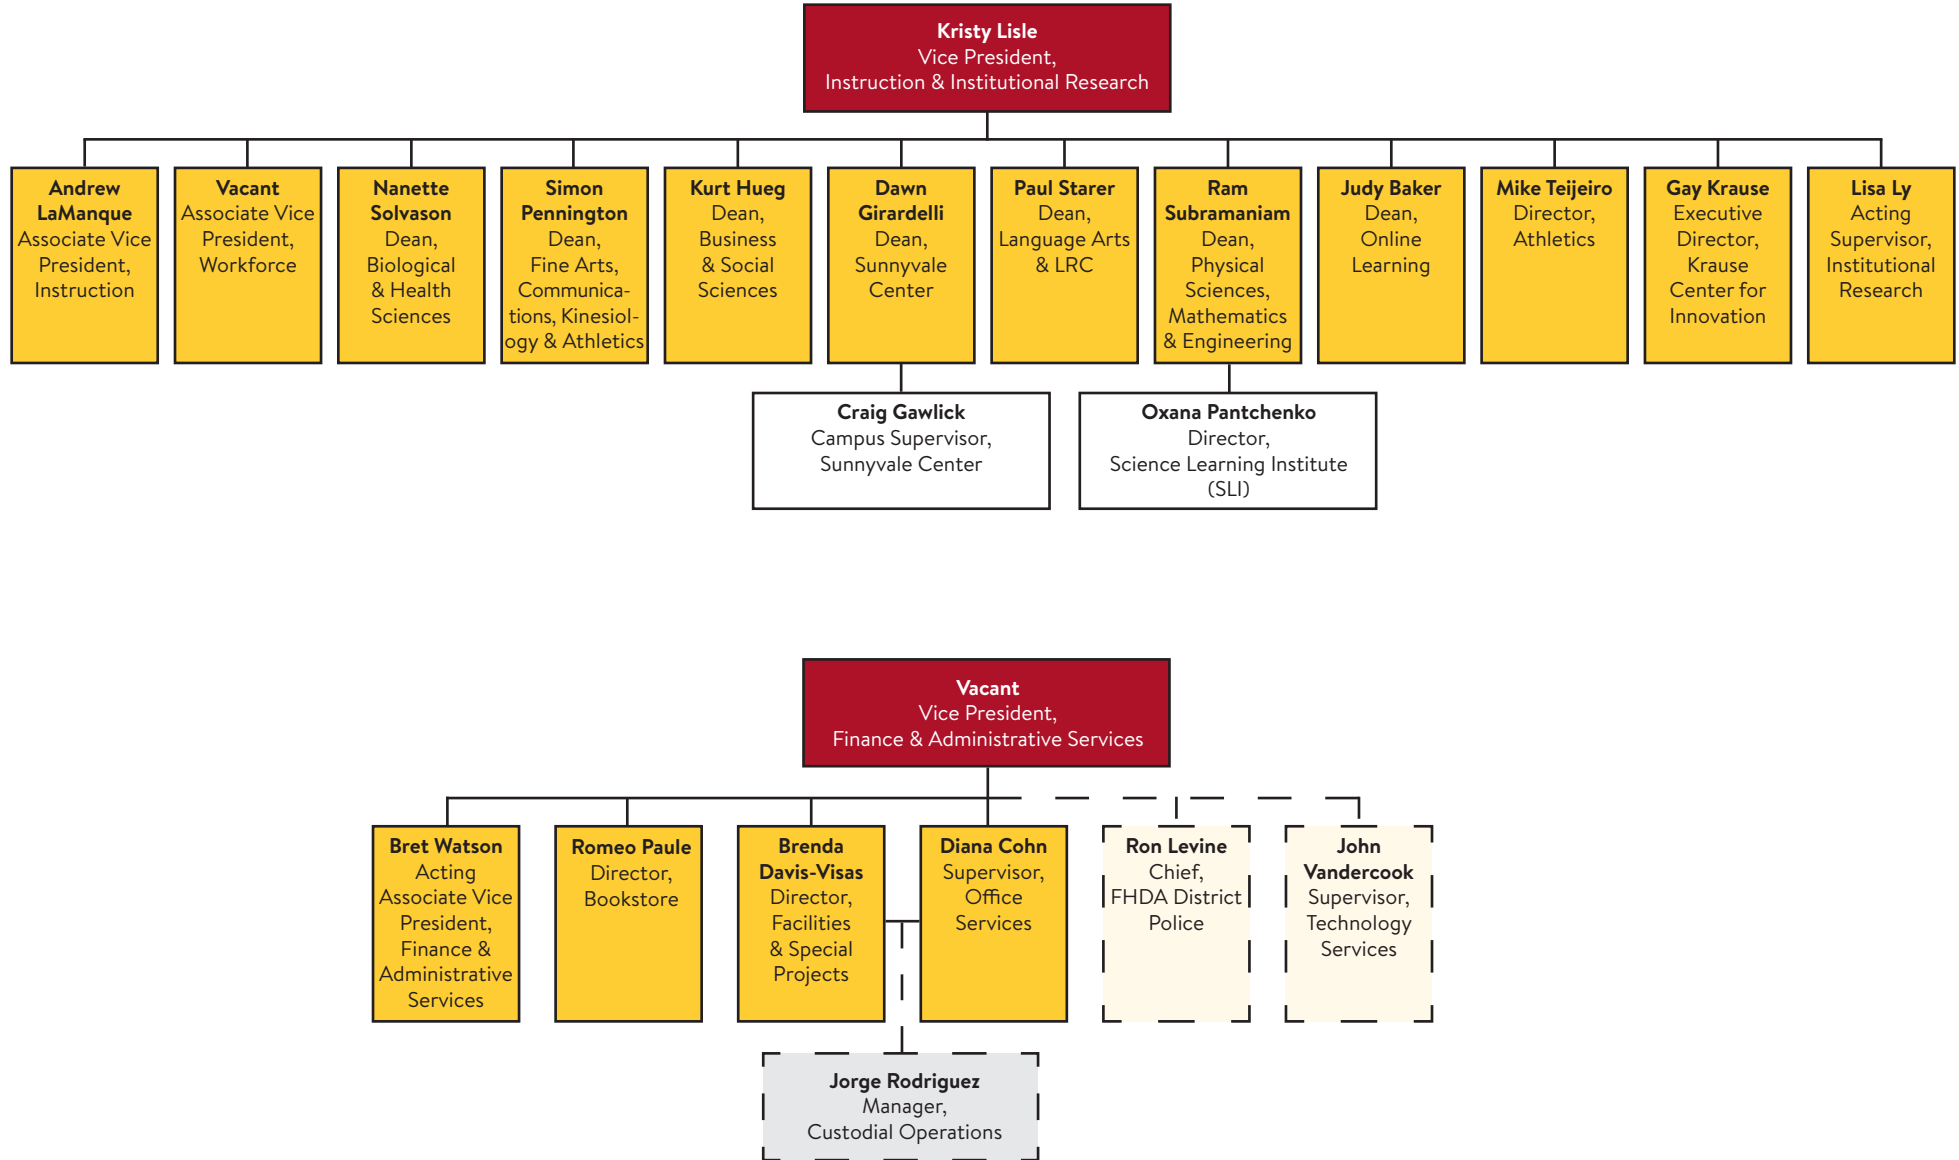 Kristy Lisle
Vice President,
Instruction & Institutional Research
Andrew
LaManque
Associate Vice
President,
Instruction
Vacant
Associate Vice
President,
Workforce
Nanette
Solvason
Dean,
Biological
& Health
Sciences
Simon
Pennington
Dean,
Fine Arts,
Communica-
tions, Kinesiol-
ogy & Athletics
Kurt Hueg
Dean,
Business
& Social
Sciences
Dawn
Girardelli
Dean,
Sunnyvale
Center
Paul Starer
Dean,
Language Arts
& LRC
Ram
Subramaniam
Dean,
Physical
Sciences,
Mathematics
& Engineering
Judy Baker
Dean,
Online
Learning
Mike Teijeiro
Director,
Athletics
Gay Krause
Executive
Director,
Krause
Center for
Innovation
Lisa Ly
Acting
Supervisor,
Institutional
Research
Craig Gawlick
Campus Supervisor,
Sunnyvale Center
Oxana Pantchenko
Director,
Science Learning Institute
(SLI)
Vacant
Vice President,
Finance & Administrative Services
Bret Watson
Acting
Associate Vice
President,
Finance &
Administrative
Services
Romeo Paule
Director,
Bookstore
Brenda
Davis-Visas
Director,
Facilities
& Special
Projects
Diana Cohn
Supervisor,
Office
Services
Ron Levine
Chief,
FHDA District
Police
John
Vandercook
Supervisor,
Technology
Services
Jorge Rodriguez
Manager,
Custodial Operations